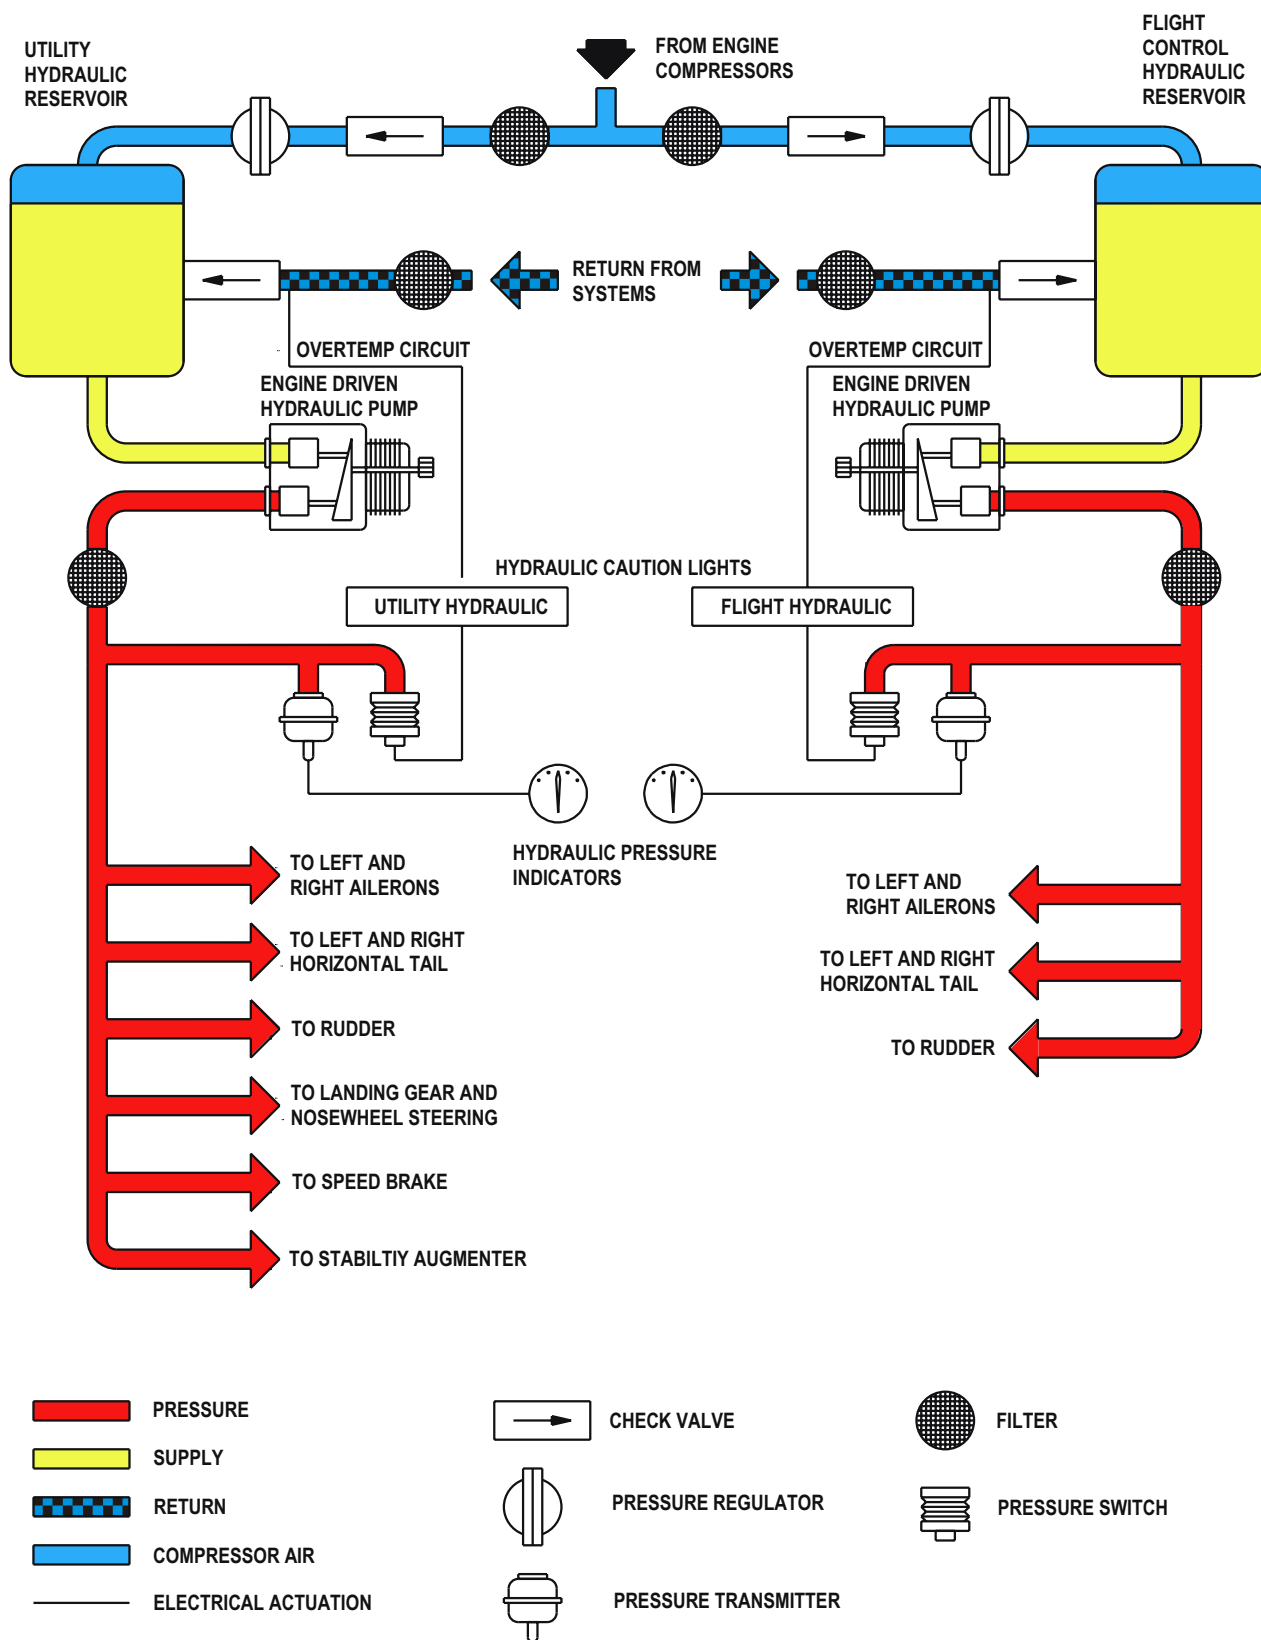 UTILITY
HYDRAULIC
RESERVOIR
FROM ENGINE
COMPRESSORS
FLIGHT
CONTROL
HYDRAULIC
RESERVOIR
RETURN FROM
SYSTEMS
OVERTEMP CIRCUIT
OVERTEMP CIRCUIT
ENGINE DRIVEN
HYDRAULIC PUMP
ENGINE DRIVEN
HYDRAULIC PUMP
HYDRAULIC CAUTION LIGHTS
UTILITY HYDRAULIC
FLIGHT HYDRAULIC
HYDRAULIC PRESSURE
INDICATORS
TO LEFT AND
RIGHT AILERONS
TO LEFT AND RIGHT
HORIZONTAL TAIL
TO RUDDER
TO LANDING GEAR AND
NOSEWHEEL STEERING
TO SPEED BRAKE
TO STABILTIY AUGMENTER
TO LEFT AND
RIGHT AILERONS
TO LEFT AND RIGHT
HORIZONTAL TAIL
TO RUDDER
PRESSURE
SUPPLY
RETURN
COMPRESSOR AIR
ELECTRICAL ACTUATION
CHECK VALVE
PRESSURE REGULATOR
PRESSURE TRANSMITTER
FILTER
PRESSURE SWITCH